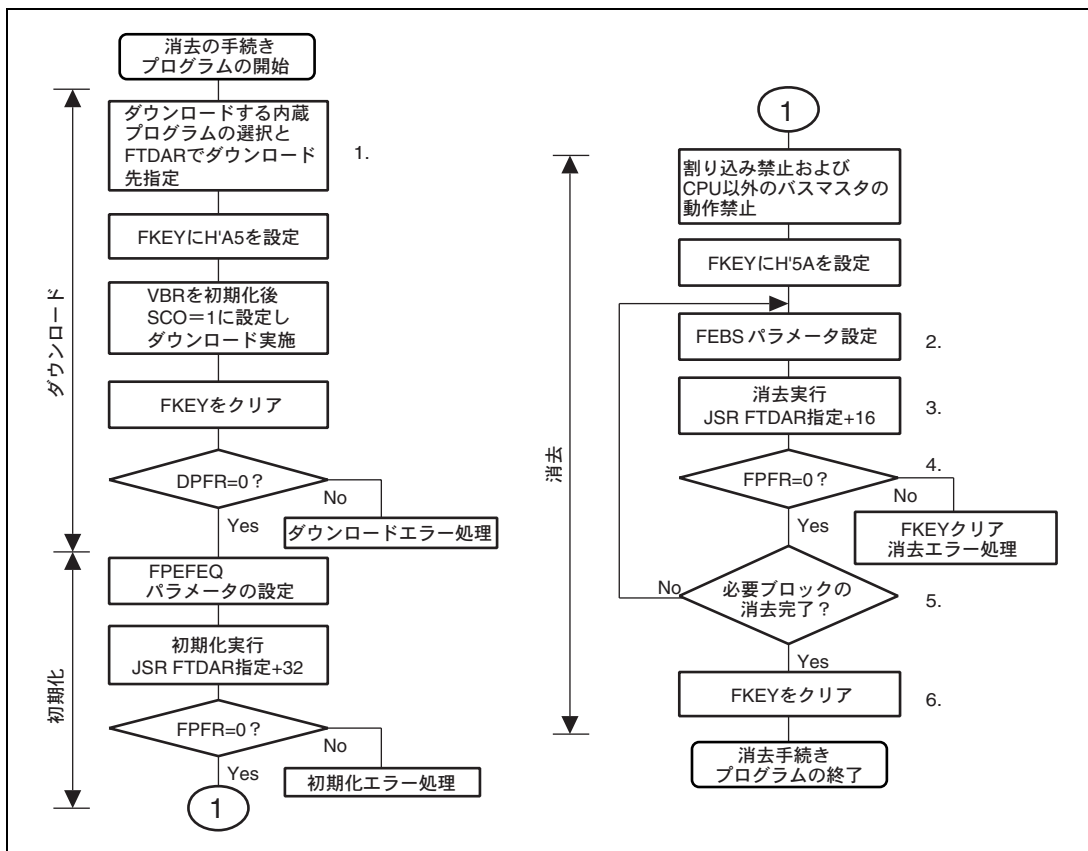 消去の手続き
プログラムの開始
ダウンロードする内蔵
プログラムの選択と
FTDARでダウンロード
先指定
1.
FKEYにH'A5を設定
VBRを初期化後
SCO＝1に設定し
ダウンロード実施
FKEYをクリア
DPFR=0？
No
Yes
ダウンロードエラー処理
ダウンロード
FPEFEQ
パラメータの設定
初期化実行
JSR FTDAR指定+32
FPFR=0？
No
Yes
初期化エラー処理
初期化
1
1
割り込み禁止および
CPU以外のバスマスタの
動作禁止
FKEYにH'5Aを設定
FEBS パラメータ設定
2.
消去実行
JSR FTDAR指定+16
3.
FPFR=0？
4.
No
Yes
FKEYクリア
消去エラー処理
必要ブロックの
消去完了？
5.
No
Yes
FKEYをクリア
6.
消去
消去手続き
プログラムの終了